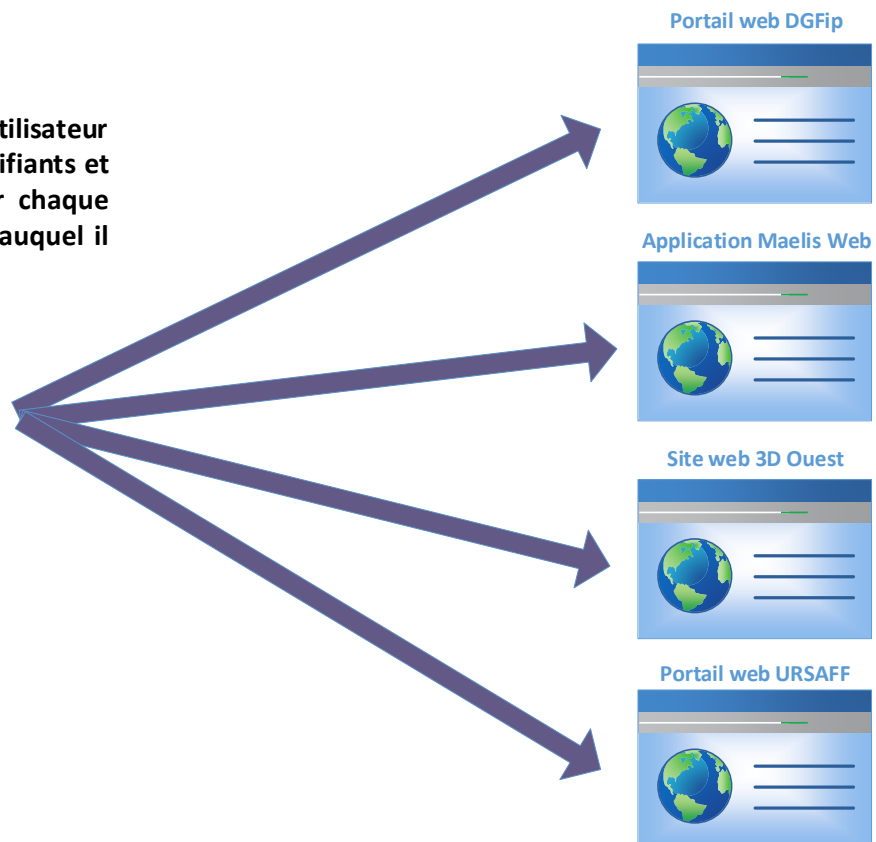 Portail web DGFip
tilisateur
ifiants et
r chaque
auquel il
Application Maelis Web
Site web 3D Ouest
Portail web URSAFF